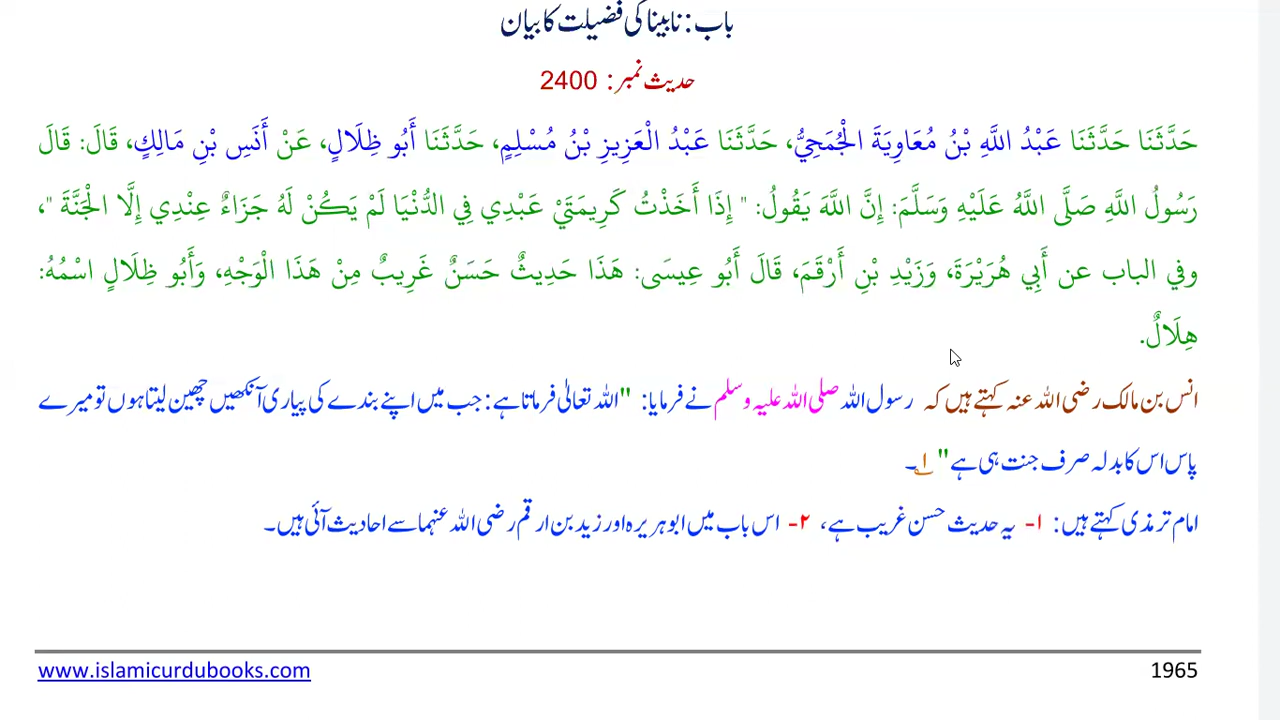 باب: نابینا کی فضیلت کا بیان
حدیث نمبر: 2400
حَدَّثَنَا حَدَّثَنَا عَبْدُ اللَّهِ بْنُ مُعَاوِيَةَ الْجُمَحِيُّ، حَدَّثَنَا عَبْدُ الْعَزِيزِ بْنُ مُسْلِمٍ، حَدَّثَنَا أَبُو ظِلَالٍ، عَنْ أَنَسِ بْنِ مَالِكٍ، قَالَ: قَالَ
رَسُولُ اللَّهِ صَلَّى اللَّهُ عَلَيْهِ وَسَلَّمَ: إِنَّ اللَّهَ يَقُولُ: " إِذَا أَخَذْتُ كَرِيمَتَيْ عَبْدِي فِي الدُّنْيَا لَمْ يَكُنْ لَهُ جَزَاءٌ عِنْدِي إِلَّا الْجَنَّةَ "،
وفي الباب عن أَبِي هُرَيْرَةَ، وَزَيْدِ بْنِ أَرْقَمَ، قَالَ أَبُو عِيسَى: هَذَا حَدِيثٌ حَسَنٌ غَرِيبٌ مِنْ هَذَا الْوَجْهِ، وَأَبُو ظِلَالٍ اسْمُهُ:
هِلَالٌ.
انس بن مالک رضی الله عنہ کہتے ہیں کہ رسول اللہ صلی اللہ علیہ وسلم نے فرمایا: "اللہ تعالیٰ فرماتا ہے: جب میں اپنے بندے کی پیاری آنکھیں چھین لیتا ہوں تو میرے
پاس اس کا بدلہ صرف جنت ہی ہے" ۱؎۔
امام ترمذی کہتے ہیں: ۱- یہ حدیث حسن غریب ہے، ۲- اس باب میں ابوہریرہ اور زید بن ارقم رضی الله عنہما سے احادیث آئی ہیں۔
www.islamicurdubooks.com 1965